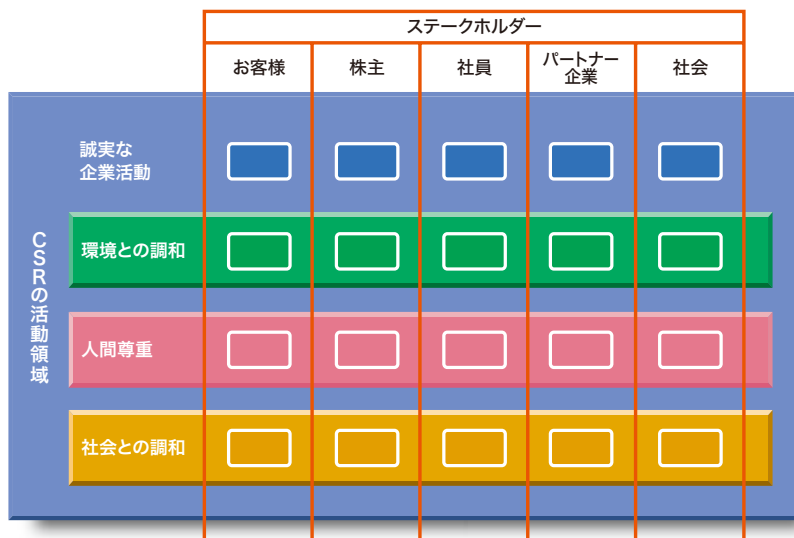 ステークホルダー
お客様
株主
社員
パートナー
企業
社会
誠実な
企業活動
CSRの活動領域
環境との調和
人間尊重
社会との調和